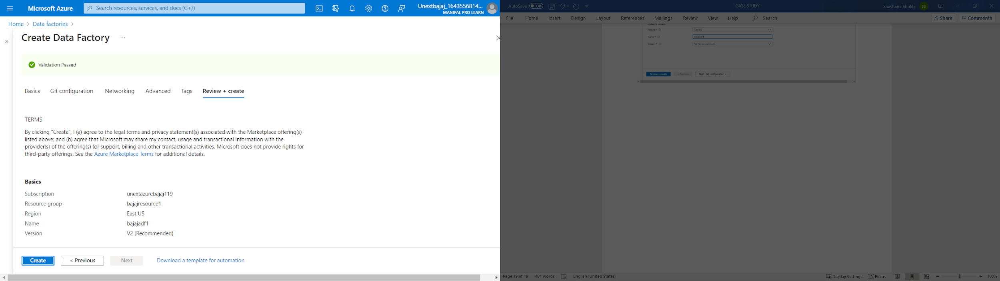 Microsoft Azure
Search resources, services, and docs (G+/)
Unextbajaj_1643556814...
MANIPAL PRO LEARN
Home > Data factories >
Create Data Factory ...
Validation Passed
Basics Git configuration Networking Advanced Tags Review + create
TERMS
By clicking "Create", I (a) agree to the legal terms and privacy statement(s) associated with the Marketplace offering(s)
listed above; and (b) agree that Microsoft may share my contact, usage and transactional information with the
provider(s) of the offering(s) for support, billing and other transactional activities. Microsoft does not provide rights for
third-party offerings. See the Azure Marketplace Terms for additional details.
Basics
Subscription unextazurebajaj119
Resource group bajajresource1
Region East US
Name bajajadf1
Version V2 (Recommended)
Create < Previous Next Download a template for automation
AutoSave Off CASE STUDY Shashank Shukla SS
File Home Insert Design Layout References Mailings Review View Help Search Share Comments
Instance details
Region * East US
Name * bajajadf1
Version * V2 (Recommended)
Review + create < Previous Next : Git configuration >
Page 19 of 19 401 words English (United States) Display Settings Focus 100%